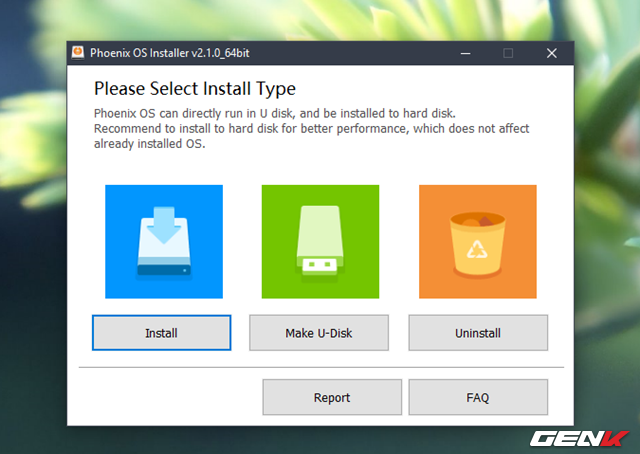 Phoenix OS Installer v2.1.0_64bit
Please Select Install Type
Phoenix OS can directly run in U disk, and be installed to hard disk.
Recommend to install to hard disk for better performance, which does not affect
already installed OS.
Install
Make U-Disk
Uninstall
Report
FAQ
GENK